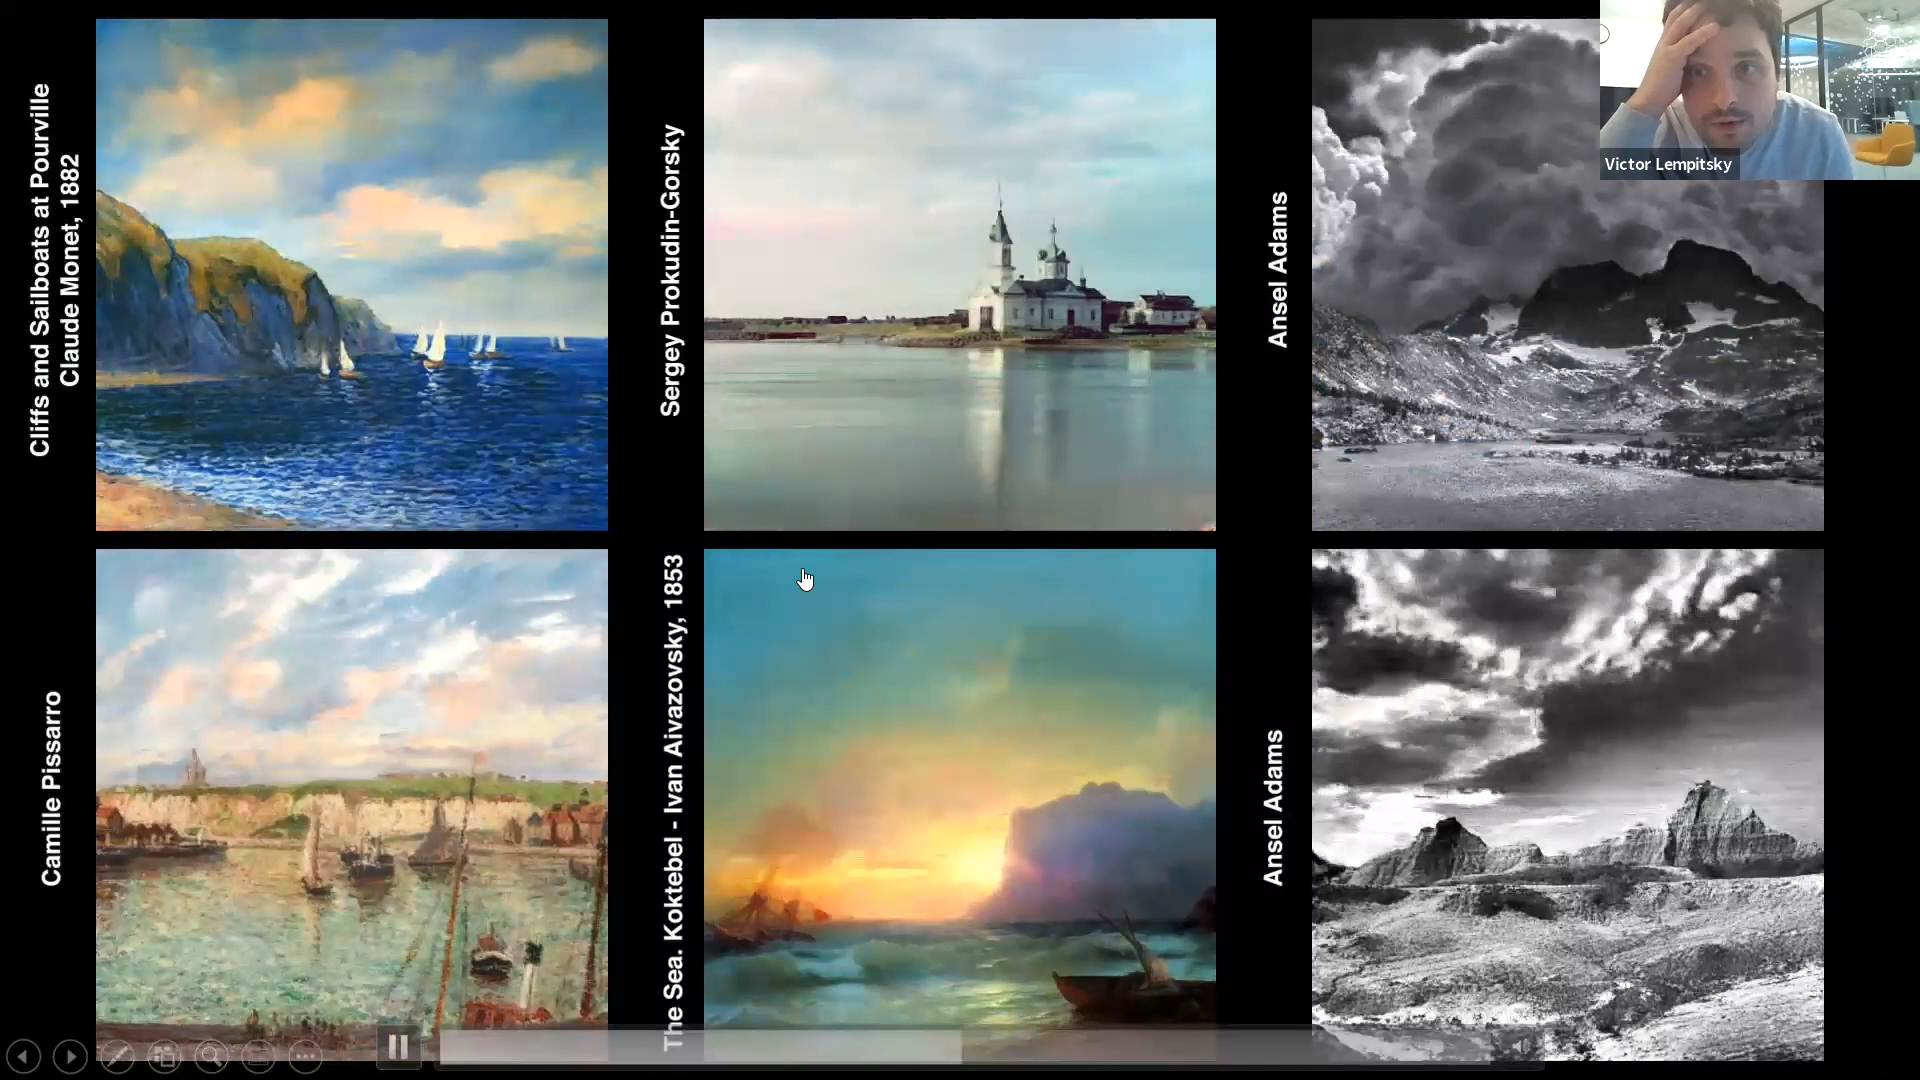 Cliffs and Sailboats at Pourville
Claude Monet, 1882
Sergey Prokudin-Gorsky
Ansel Adams
Victor Lempitsky
Camille Pissarro
The Sea. Koktebel - Ivan Aivazovsky, 1853
Ansel Adams